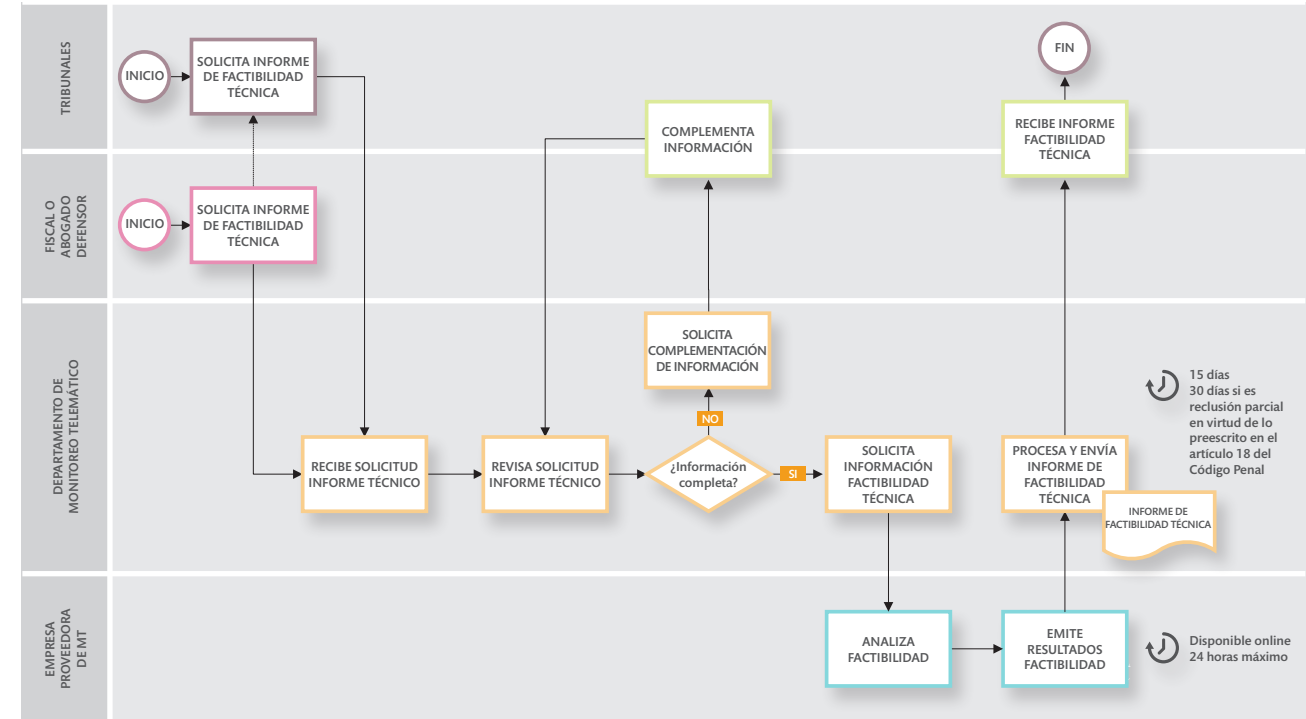 TRIBUNALES
INICIO
SOLICITA INFORME
DE FACTIBILIDAD
TÉCNICA
COMPLEMENTA
INFORMACIÓN
FIN
RECIBE INFORME
FACTIBILIDAD
TÉCNICA
FISCAL O
ABOGADO
DEFENSOR
INICIO
SOLICITA INFORME
DE FACTIBILIDAD
TÉCNICA
DEPARTAMENTO DE
MONITOREO TELEMÁTICO
RECIBE SOLICITUD
INFORME TÉCNICO
REVISA SOLICITUD
INFORME TÉCNICO
SOLICITA
COMPLEMENTACIÓN
DE INFORMACIÓN
NO
¿Información
completa?
SI
SOLICITA
INFORMACIÓN
FACTIBILIDAD
TÉCNICA
PROCESA Y ENVÍA
INFORME DE
FACTIBILIDAD
TÉCNICA
INFORME DE
FACTIBILIDAD TÉCNICA
15 días
30 días si es
reclusión parcial
en virtud de lo
preescrito en el
artículo 18 del
Código Penal
EMPRESA
PROVEEDORA
DE MT
ANALIZA
FACTIBILIDAD
EMITE
RESULTADOS
FACTIBILIDAD
Disponible online
24 horas máximo